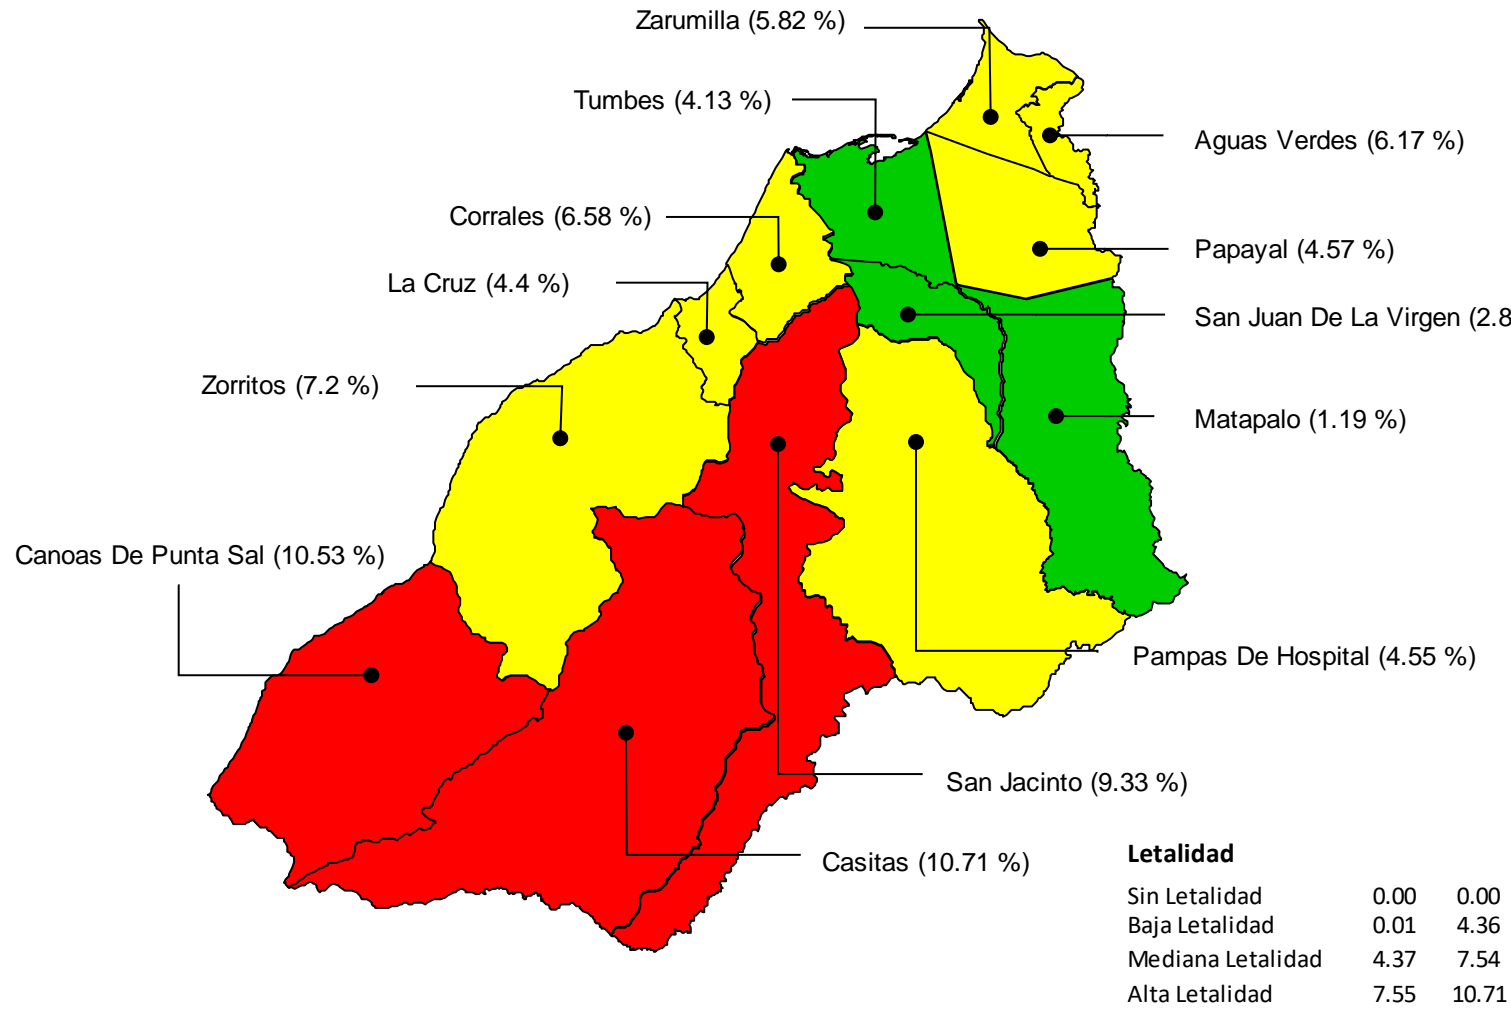 Zarumilla (5.82 %)
Tumbes (4.13 %)
Aguas Verdes (6.17 %)
Corrales (6.58 %)
Papayal (4.57 %)
La Cruz (4.4 %)
San Juan De La Virgen (2.8
Zorritos (7.2 %)
Matapalo (1.19 %)
Canoas De Punta Sal (10.53 %)
Pampas De Hospital (4.55 %)
San Jacinto (9.33 %)
Casitas (10.71 %)
Letalidad
Sin Letalidad 0.00 0.00
Baja Letalidad 0.01 4.36
Mediana Letalidad 4.37 7.54
Alta Letalidad 7.55 10.71